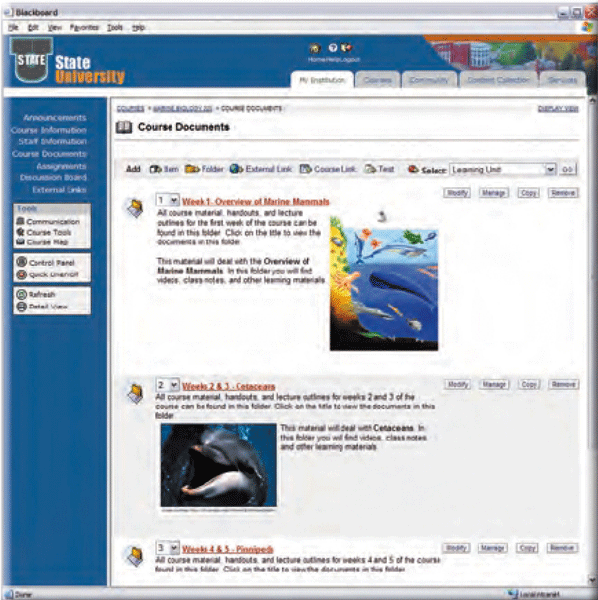 Blackboard
File Edit View Favorites Tools Help
STATE
State
University
Home Help Logout
My Institution Courses Community Content Collection Services
COURSES > MARINE BIOLOGY > COURSE DOCUMENTS
DISPLAY VIEW
Course Documents
Announcements
Course Information
Staff Information
Course Documents
Assignments
Discussion Board
External Links
Tools
Communication
Course Tools
Course Map
Control Panel
Quick Unenroll
Refresh
Detail View
Add Item Folder External Link Course Link Test Select: Learning Unit GO
1 Week 1- Overview of Marine Mammals
Modify Manage Copy Remove
All course material, handouts, and lecture
outlines for the first week of the course can be
found in this folder. Click on the title to view the
documents in this folder.
This material will deal with the Overview of
Marine Mammals. In this folder you will find
videos, class notes, and other learning materials
2 Weeks 2 & 3 - Cetaceans
Modify Manage Copy Remove
All course material, handouts, and lecture outlines for weeks 2 and 3 of the
course can be found in this folder. Click on the title to view the documents in this
folder.
This material will deal with Cetaceans. In
this folder you will find videos, class notes
and other learning materials.
3 Weeks 4 & 5 - Pinnipeds
Modify Manage Copy Remove
All course material, handouts, and lecture outlines for weeks 4 and 5 of the course
can be found in this folder. Click on the title to view the documents in this folder.
Done
Local intranet